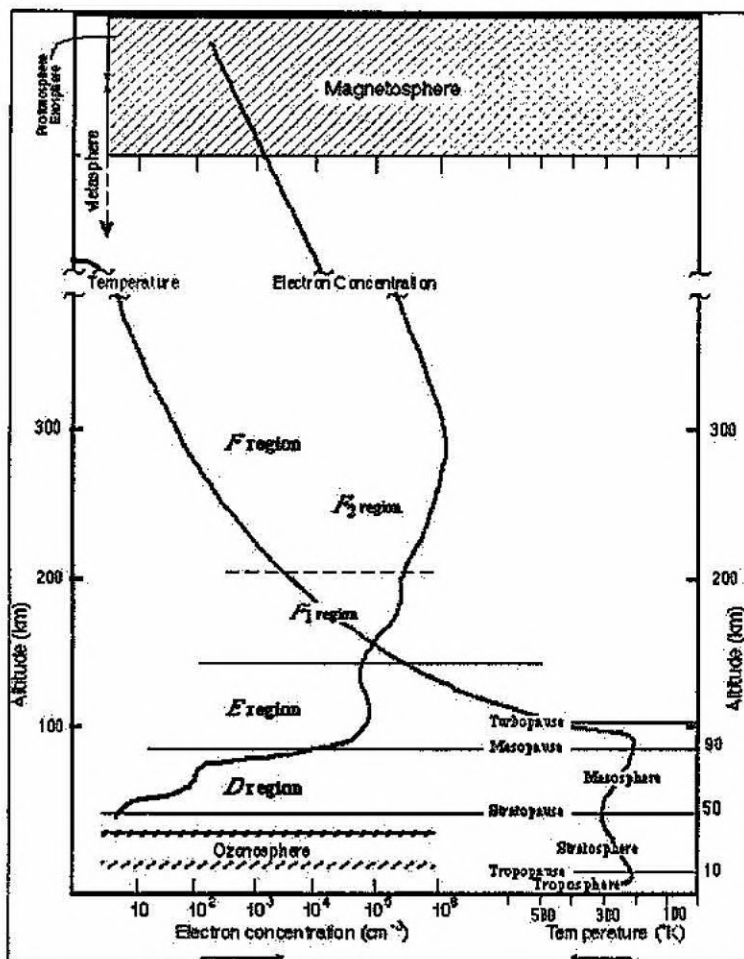 Magnetosphere
Protonosphere
Exosphere
Metasphere
Temperature
Electron Concentration
300
F region
300
F2 region
200
200
F1 region
Altitude (km)
Altitude (km)
E region
100
Turbopause
Mesopause
90
Mesosphere
D region
Stratopause
50
Ozonosphere
Stratosphere
Tropopause
10
Troposphere
10 10² 10³ 10⁴ 10⁵ 10⁶ 500 300 100
Electron concentration (cm⁻³) Tempereture (°K)